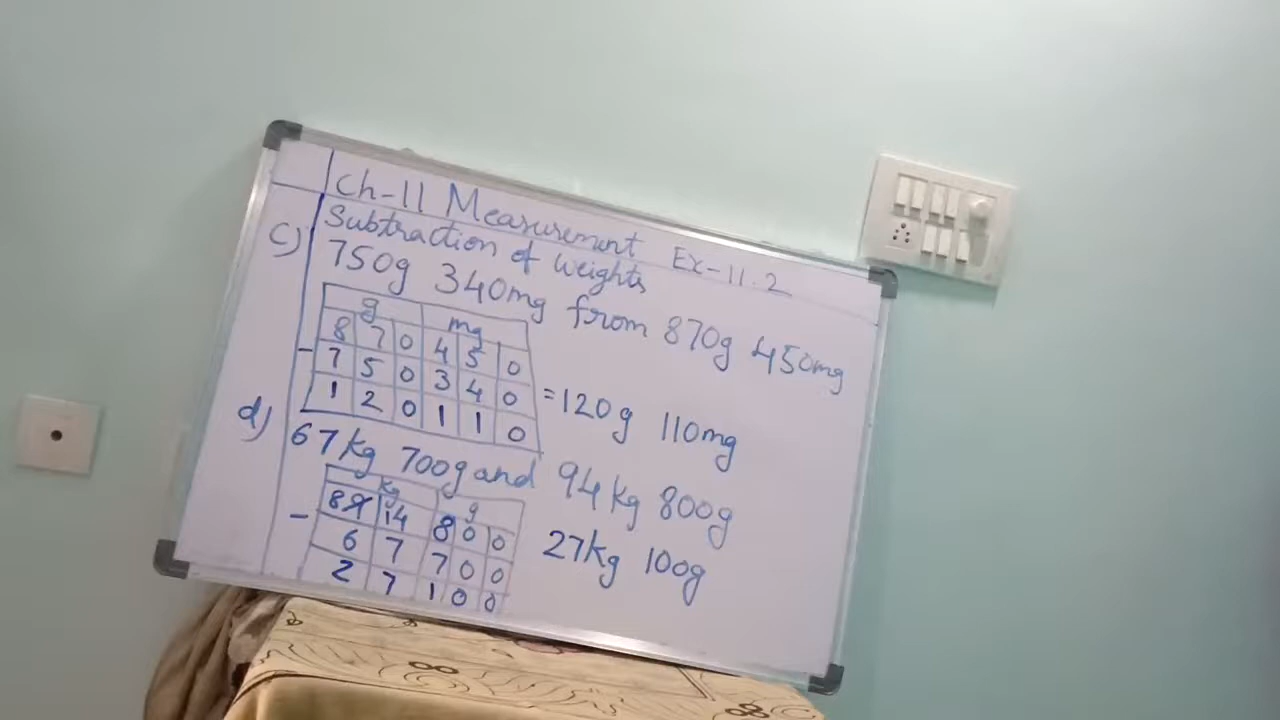 Ch-11 Measurement Ex-11.2
Subtraction of weights
c) 750g 340mg from 870g 450mg
g mg
8 7 0 4 5 0
- 7 5 0 3 4 0
1 2 0 1 1 0 = 120g 110mg
d) 67kg 700g and 94kg 800g
kg g
8 9 14 8 0 0
- 6 7 7 0 0 27kg 100g
2 7 1 0 0